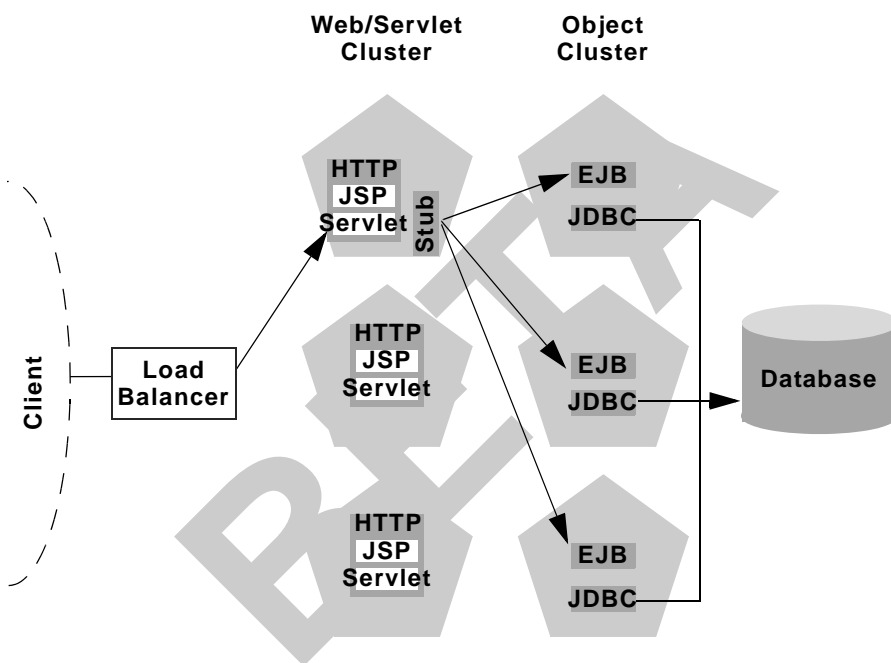 Web/Servlet
Cluster
Object
Cluster
HTTP
JSP
Servlet
Stub
EJB
JDBC
HTTP
JSP
Servlet
EJB
JDBC
HTTP
JSP
Servlet
EJB
JDBC
Client
Load
Balancer
Database
BETA